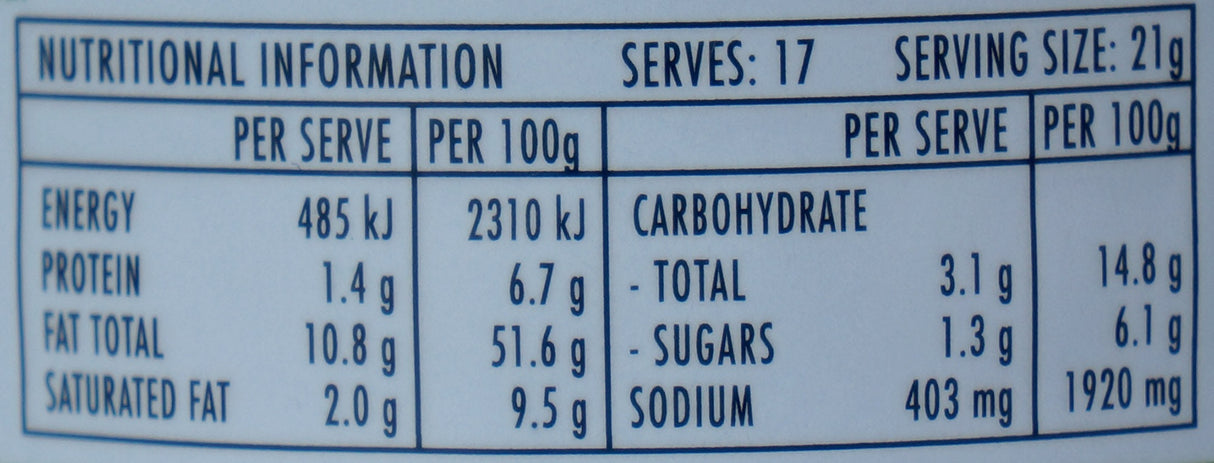 NUTRITIONAL INFORMATION SERVES: 17 SERVING SIZE: 21g
PER SERVE PER 100g PER SERVE PER 100g
ENERGY 485 kJ 2310 kJ CARBOHYDRATE
PROTEIN 1.4 g 6.7 g - TOTAL 3.1 g 14.8 g
FAT TOTAL 10.8 g 51.6 g - SUGARS 1.3 g 6.1 g
SATURATED FAT 2.0 g 9.5 g SODIUM 403 mg 1920 mg